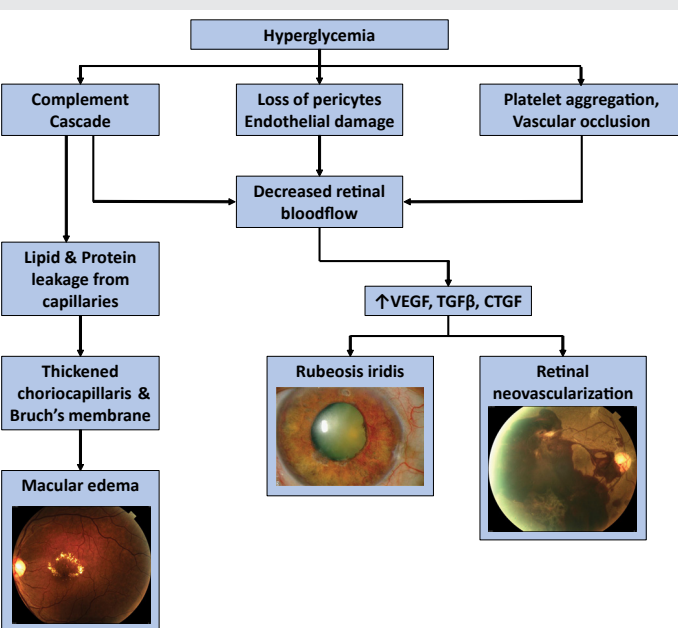 Hyperglycemia
Complement
Cascade
Loss of pericytes
Endothelial damage
Platelet aggregation,
Vascular occlusion
Decreased retinal
bloodflow
Lipid & Protein
leakage from
capillaries
↑VEGF, TGFβ, CTGF
Thickened
choriocapillaris &
Bruch's membrane
Rubeosis iridis
Retinal
neovascularization
Macular edema